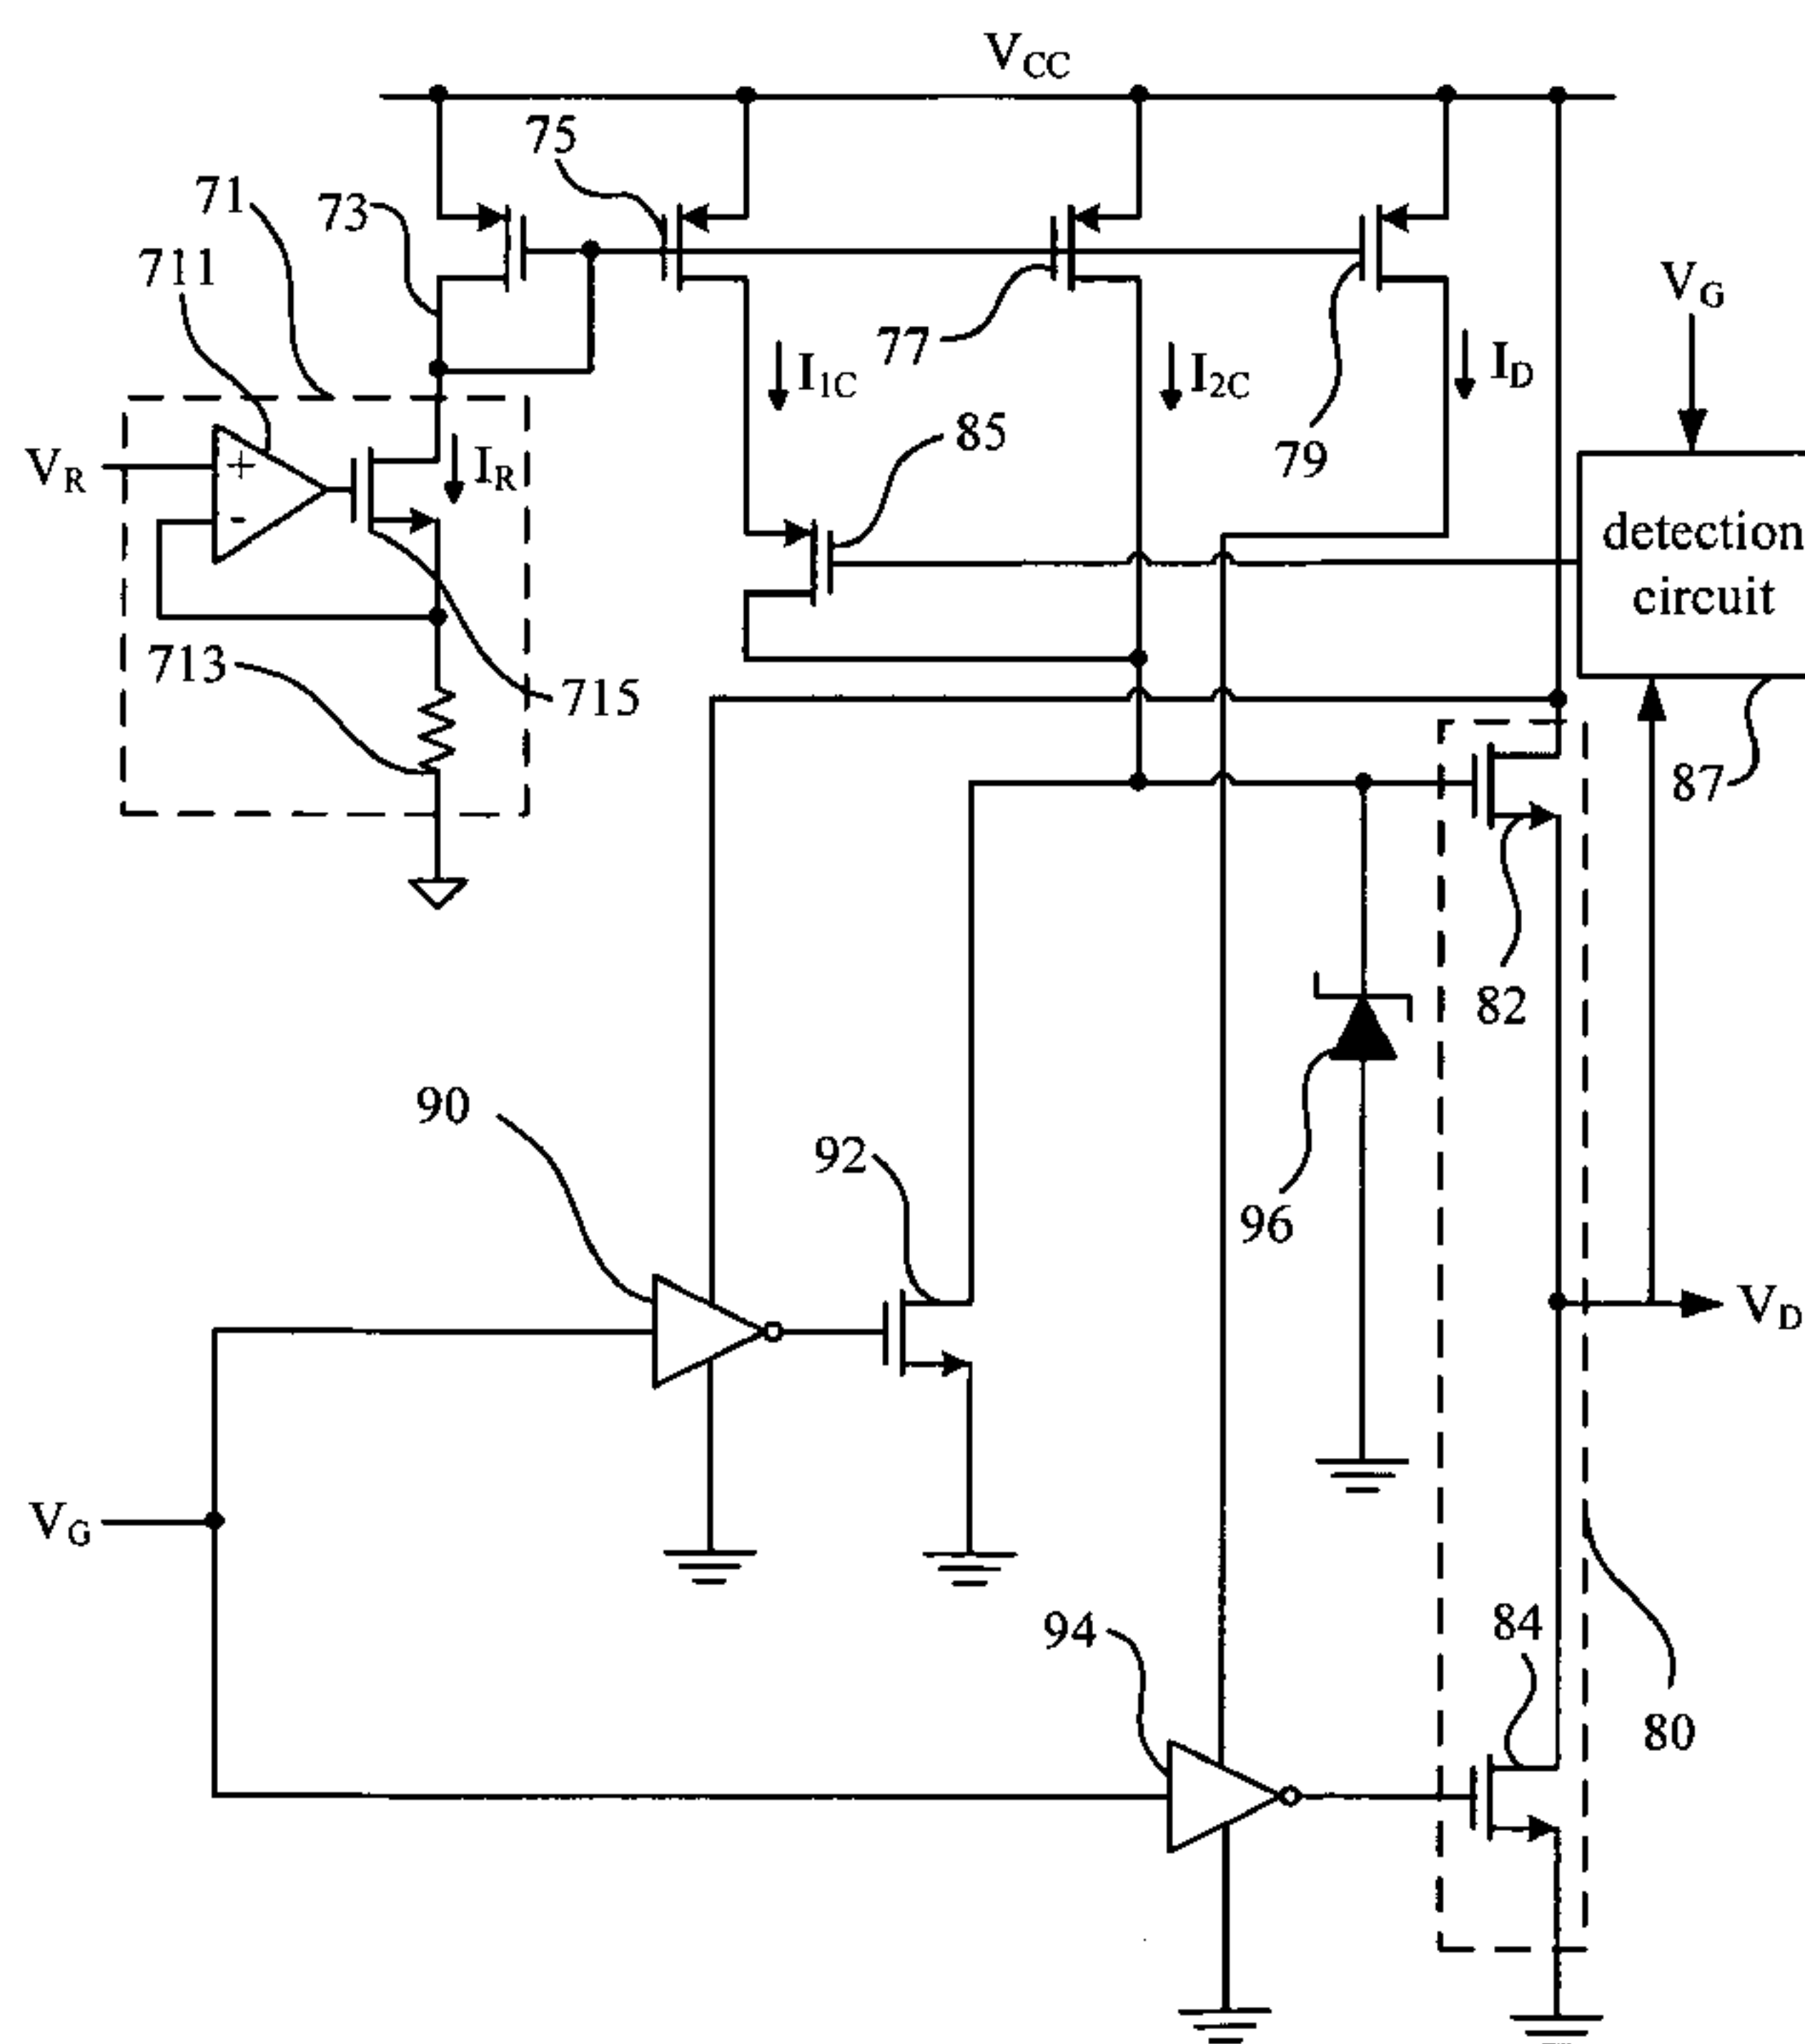 VCC
75
71
73
711
VG
77
I1C
I2C
ID
79
85
VR
+
-
IR
detection
circuit
713
715
87
82
90
92
96
VD
VG
94
84
80